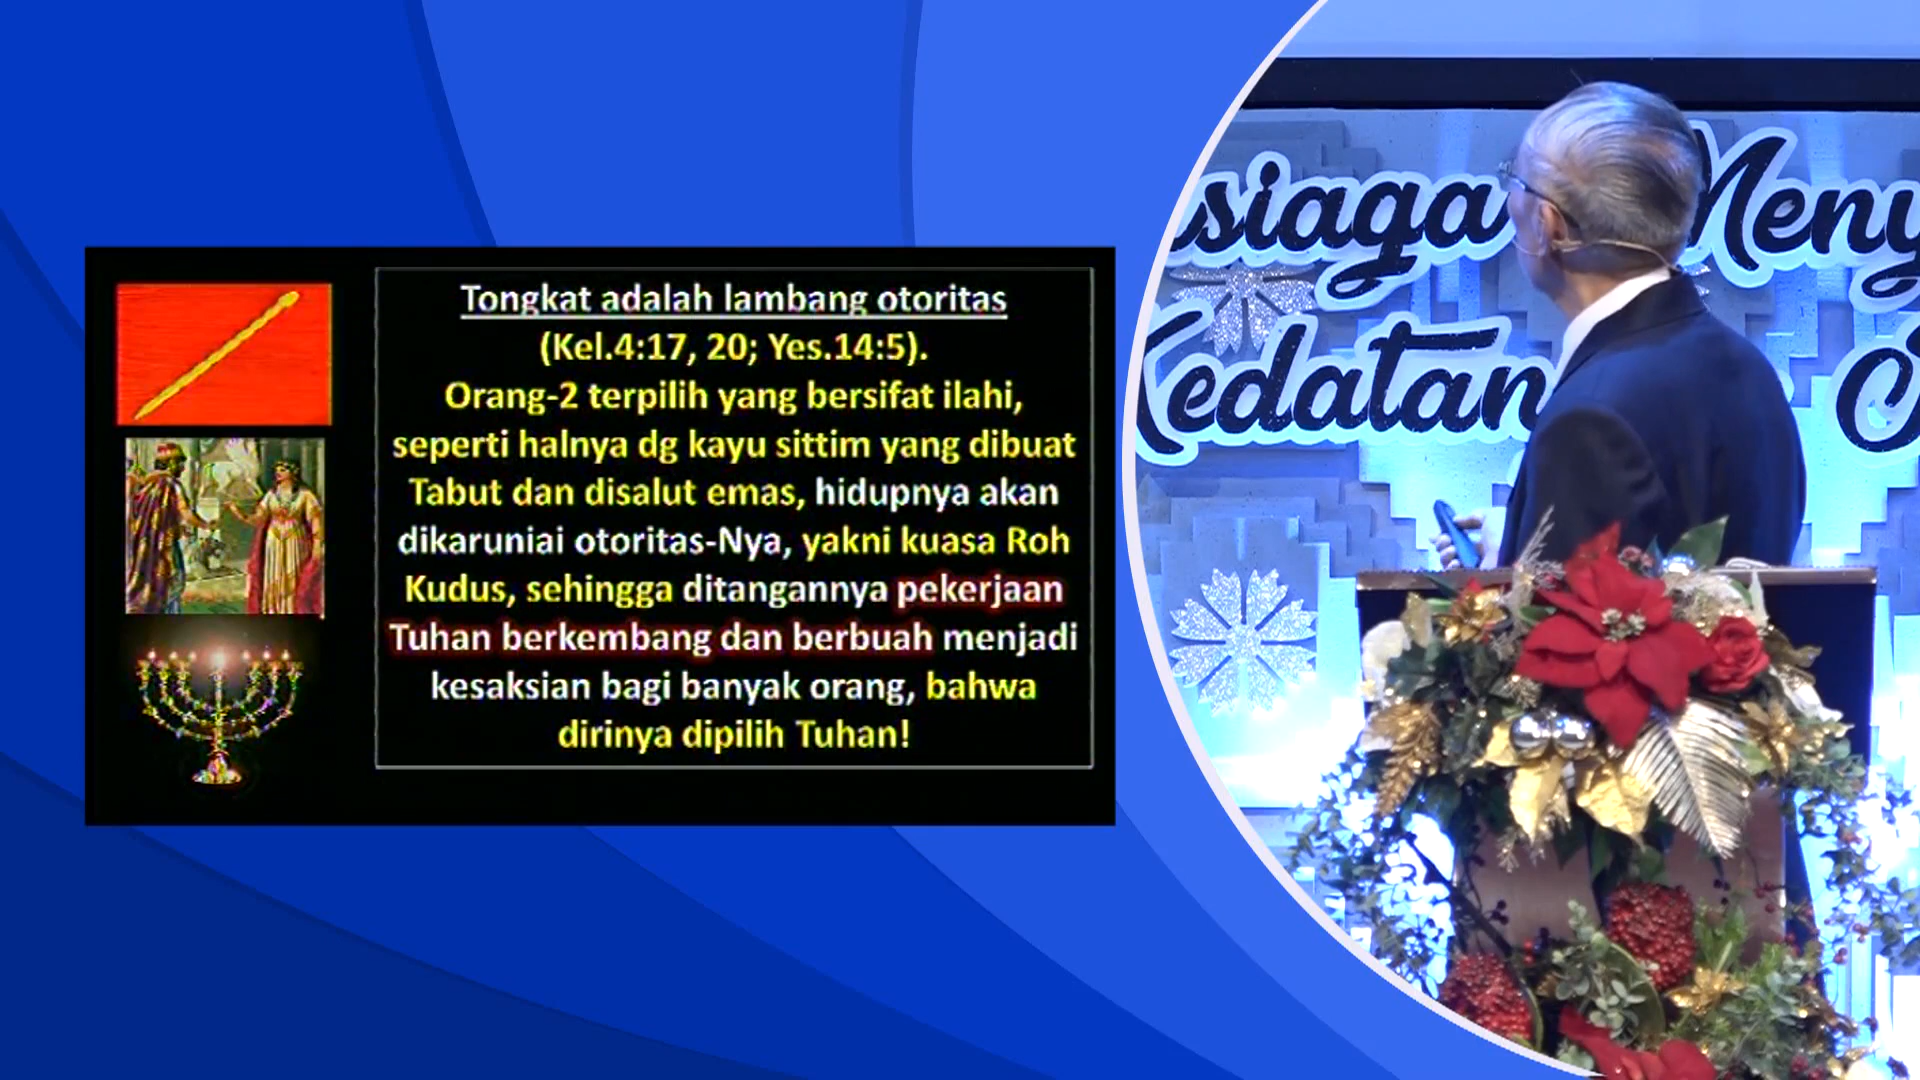 Tongkat adalah lambang otoritas
(Kel.4:17, 20; Yes.14:5).
Orang-2 terpilih yang bersifat ilahi,
seperti halnya dg kayu sittim yang dibuat
Tabut dan disalut emas, hidupnya akan
dikaruniai otoritas-Nya, yakni kuasa Roh
Kudus, sehingga ditangannya pekerjaan
Tuhan berkembang dan berbuah menjadi
kesaksian bagi banyak orang, bahwa
dirinya dipilih Tuhan!
siaga Meny
Kedatan